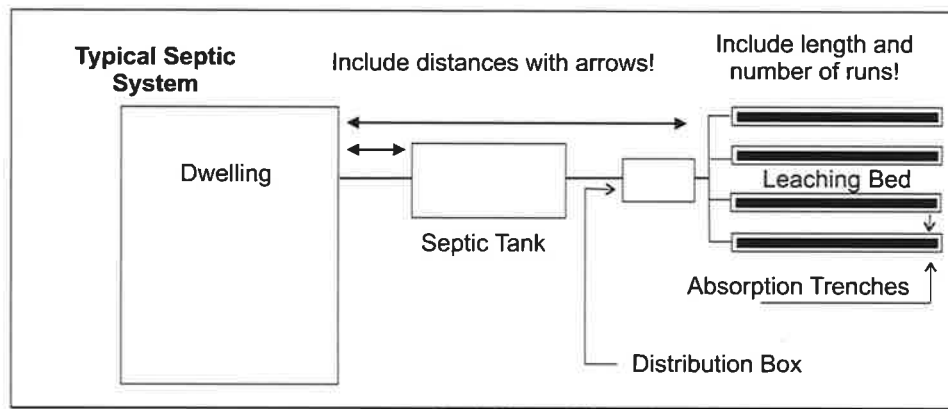 Typical Septic
System
Include distances with arrows!
Include length and
number of runs!
Dwelling
Septic Tank
Leaching Bed
Absorption Trenches
Distribution Box